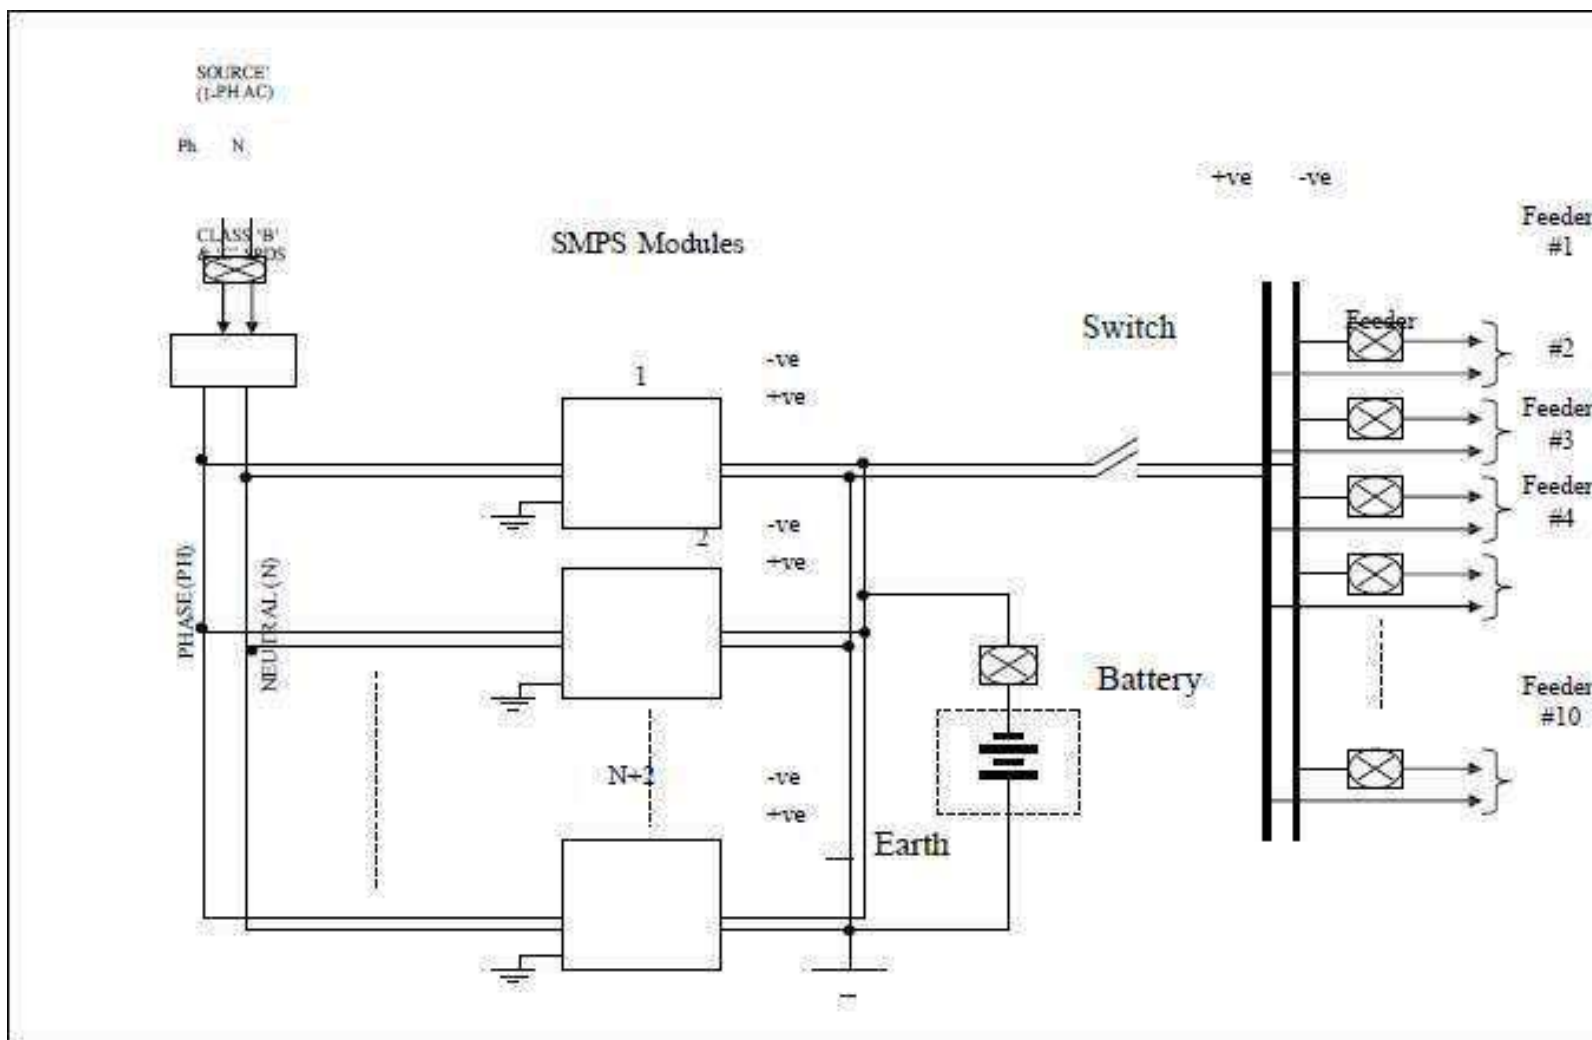 SOURCE'
(1-PH AC)
Ph N
CLASS 'B'
SMPS Modules
+ve -ve
Feeder
#1
Switch
Feeder
#2
-ve
1
+ve
Feeder
#3
Feeder
#4
-ve
2
+ve
PHASE(PH)
NEUTRAL(N)
Battery
Feeder
#10
N+2
-ve
+ve
Earth